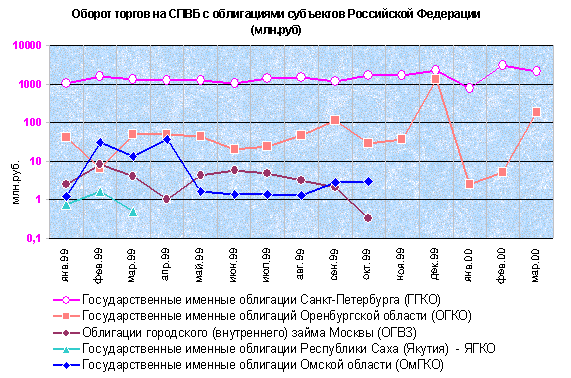 Оборот торгов на СПВБ с облигациями субъектов Российской Федерации
(млн.руб)
10000
1000
100
10
1
0,1
млн.руб.
янв.99 фев.99 мар.99 апр.99 май.99 июн.99 июл.99 авг.99 сен.99 окт.99 ноя.99 дек.99 янв.00 фев.00 мар.00
Государственные именные облигации Санкт-Петербурга (ГГКО)
Государственные именные облигации Оренбургской области (ОГКО)
Облигации городского (внутреннего) займа Москвы (ОГВЗ)
Государственные именные облигации Республики Саха (Якутия) - ЯГКО
Государственные именные облигации Омской области (ОмГКО)